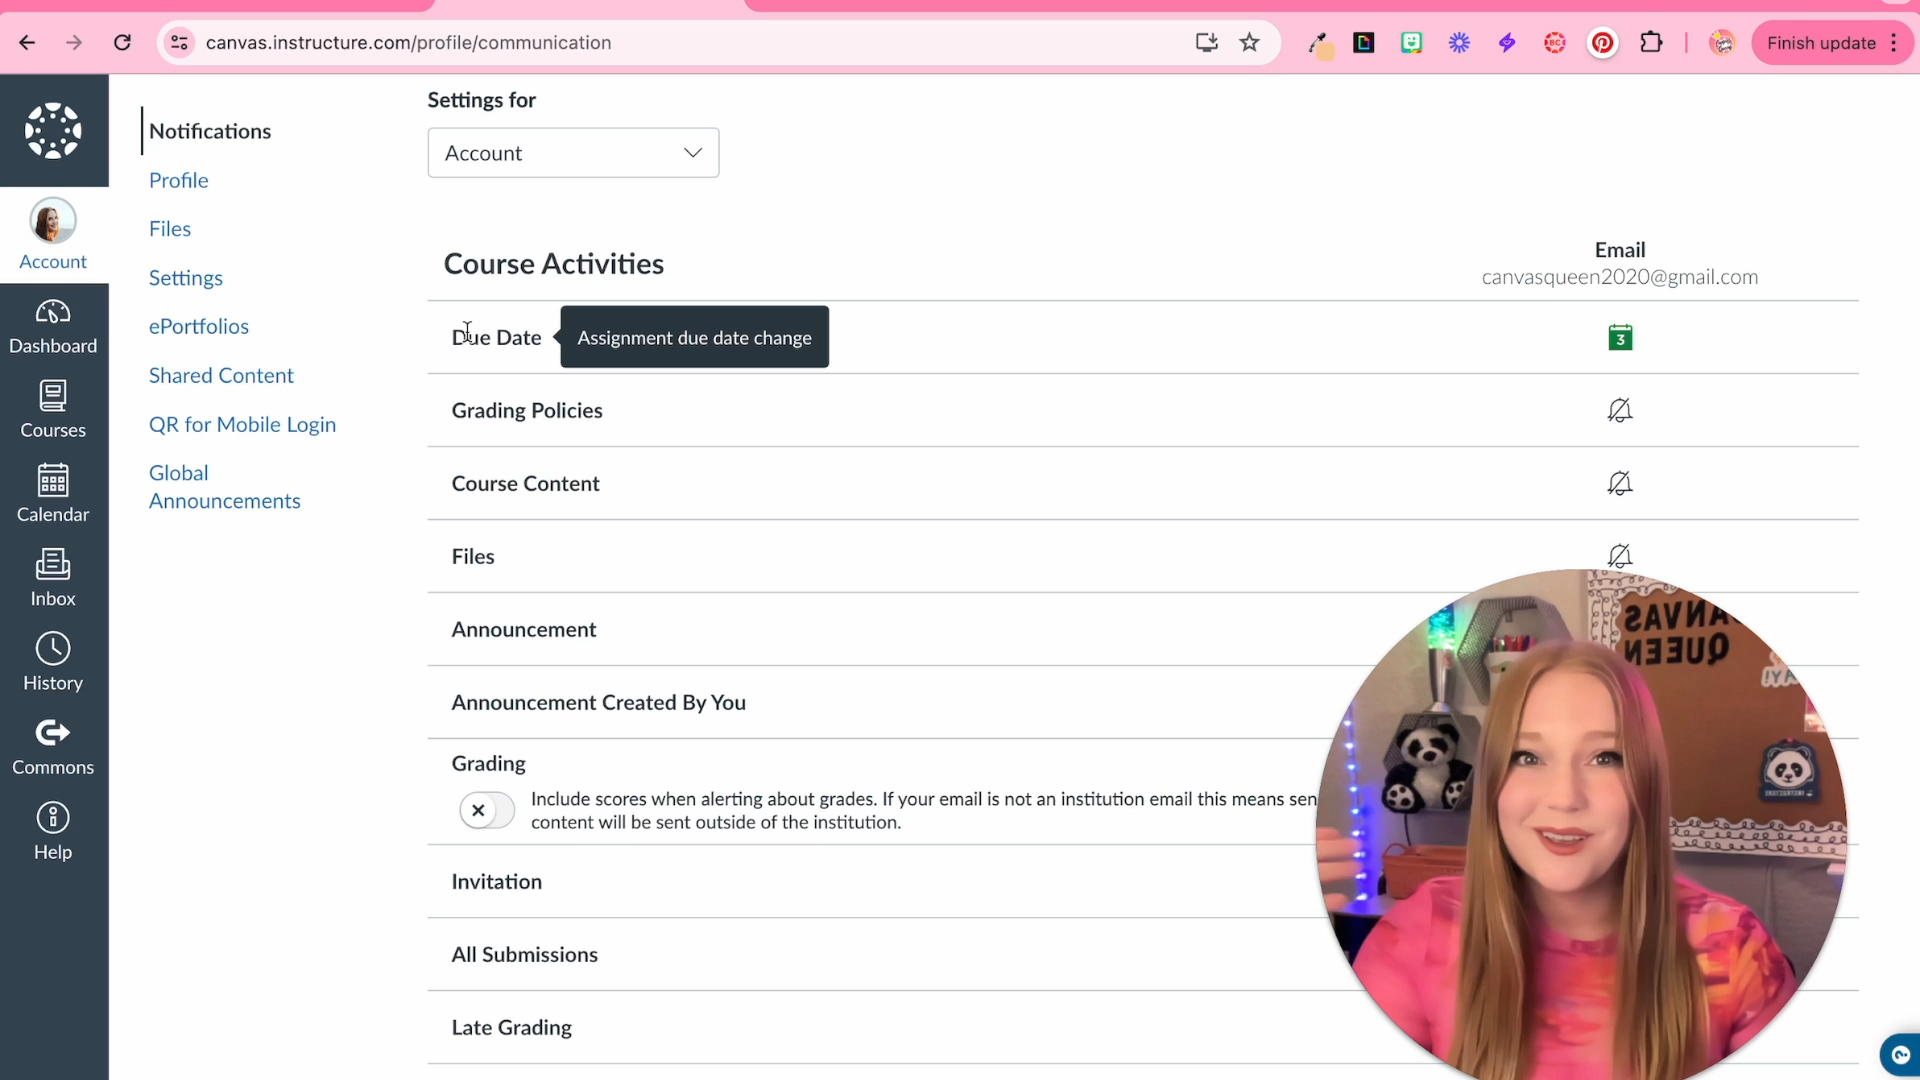 canvas.instructure.com/profile/communication
Finish update
Settings for
Account
Notifications
Profile
Files
Settings
ePortfolios
Shared Content
QR for Mobile Login
Global
Announcements
Account
Dashboard
Courses
Calendar
Inbox
History
Commons
Help
Course Activities
Email
canvasqueen2020@gmail.com
Due Date
Assignment due date change
3
Grading Policies
Course Content
Files
Announcement
Announcement Created By You
Grading
Include scores when alerting about grades. If your email is not an institution email this means sen
content will be sent outside of the institution.
Invitation
All Submissions
Late Grading
CANVAS
QUEEN